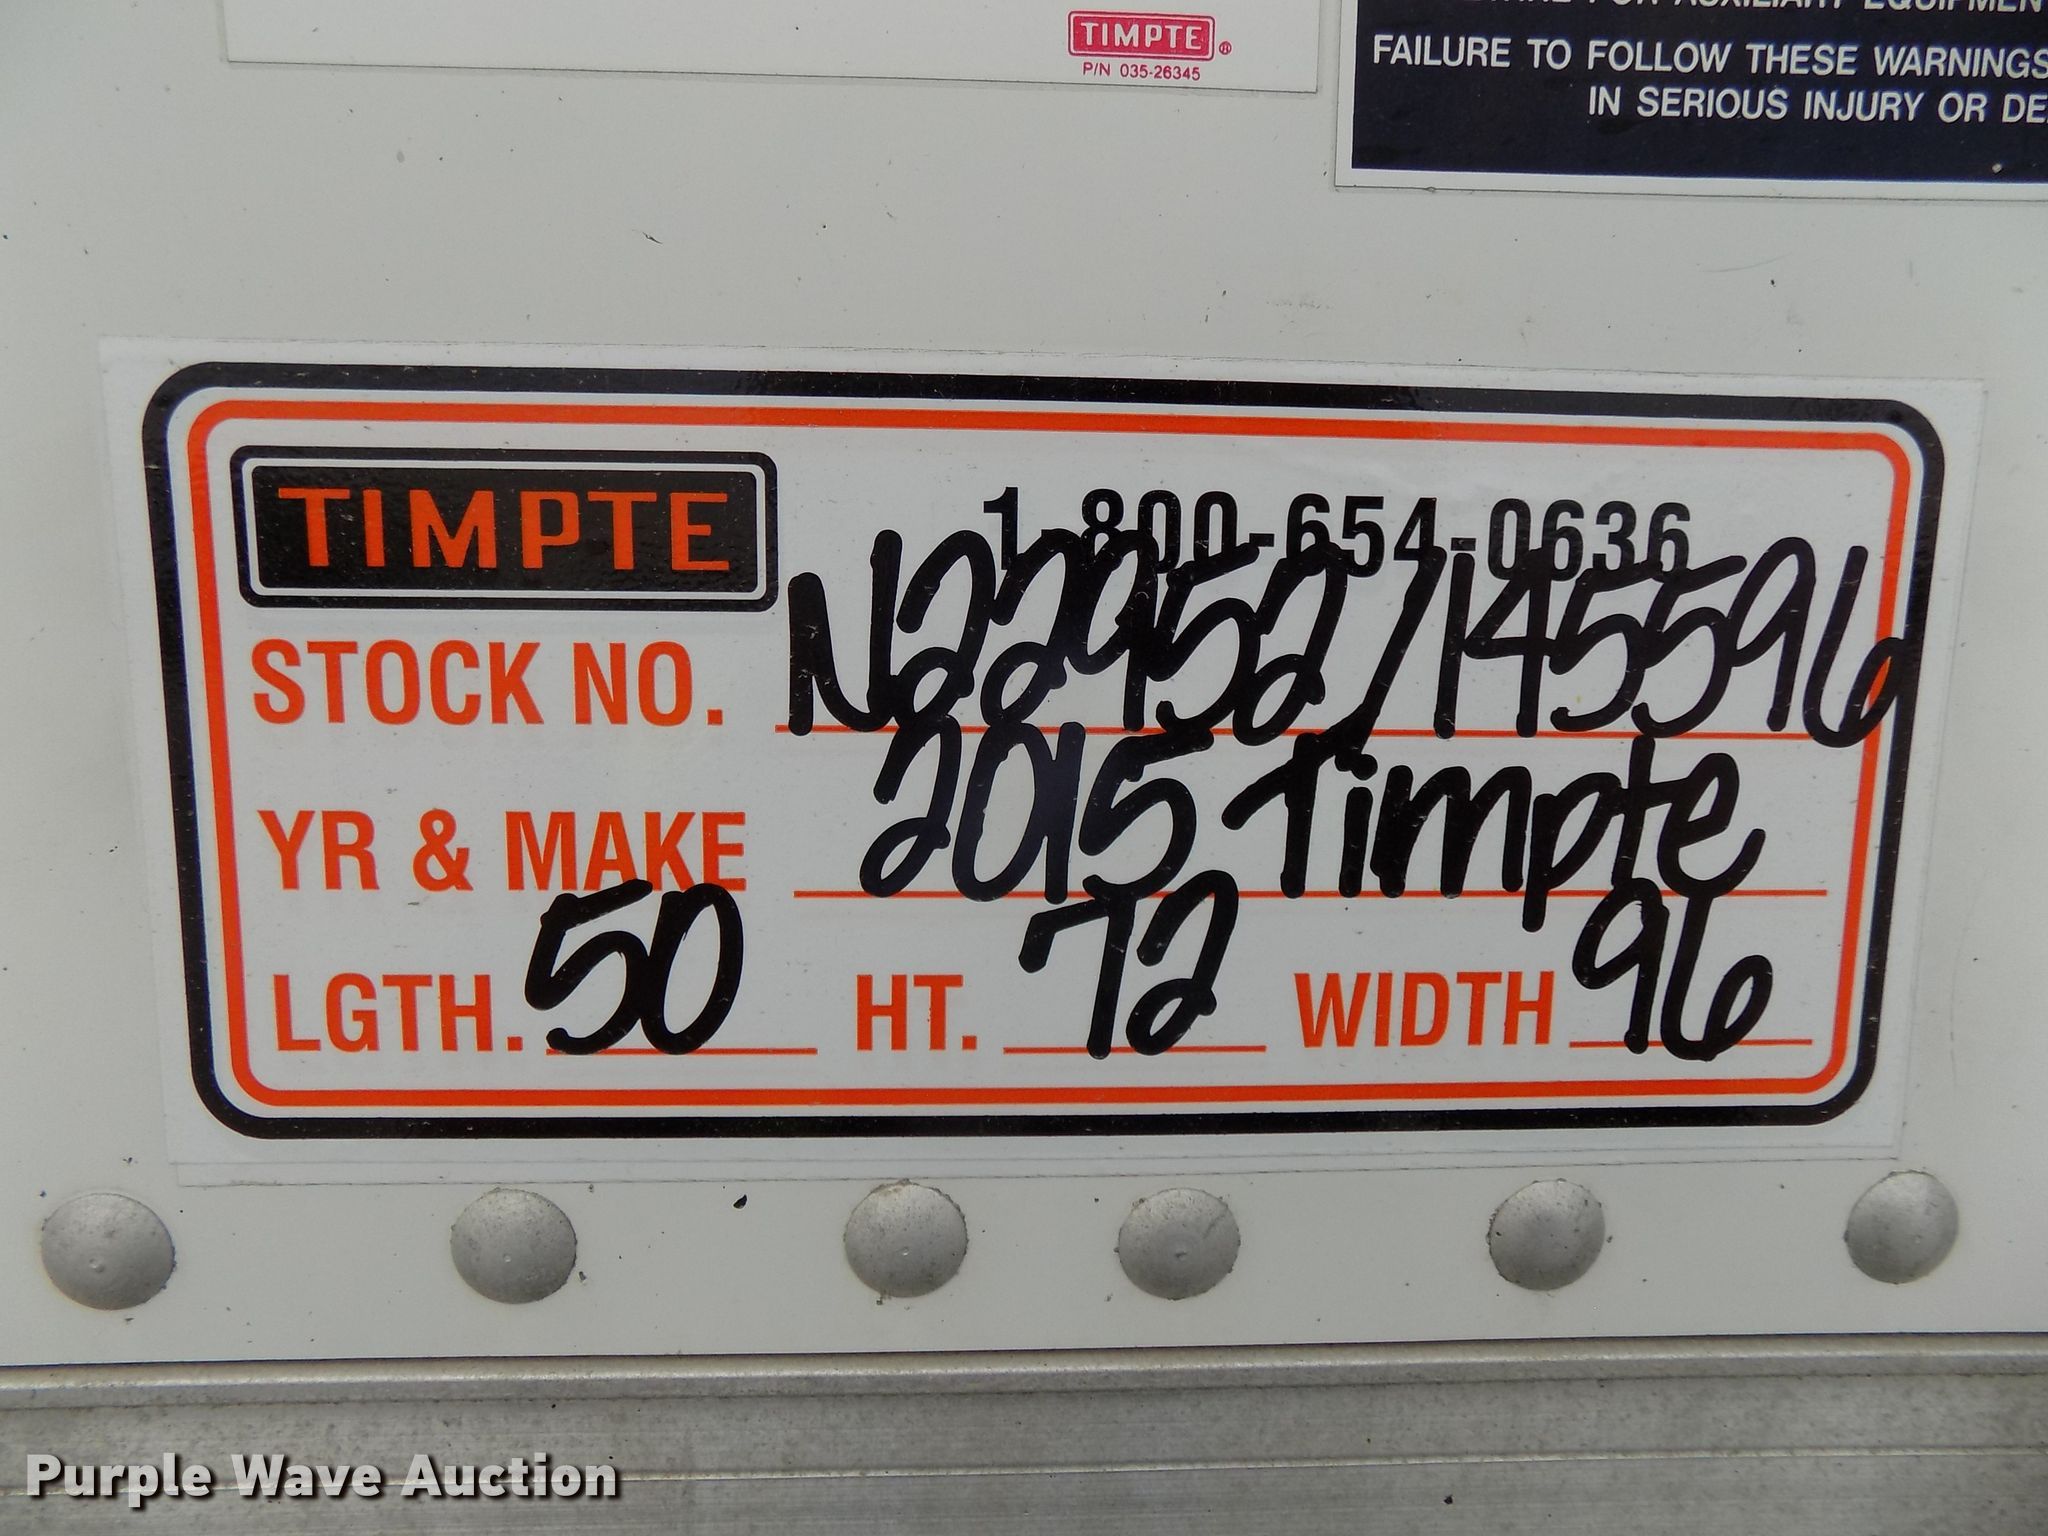 TIMPTE®
P/N 035-26345
FAILURE TO FOLLOW THESE WARNINGS
IN SERIOUS INJURY OR
TIMPTE
1-800-654-0636
STOCK NO. N22952/145596
YR & MAKE 2015 Timpte
LGTH. 50 HT. 72 WIDTH 96
Purple Wave Auction